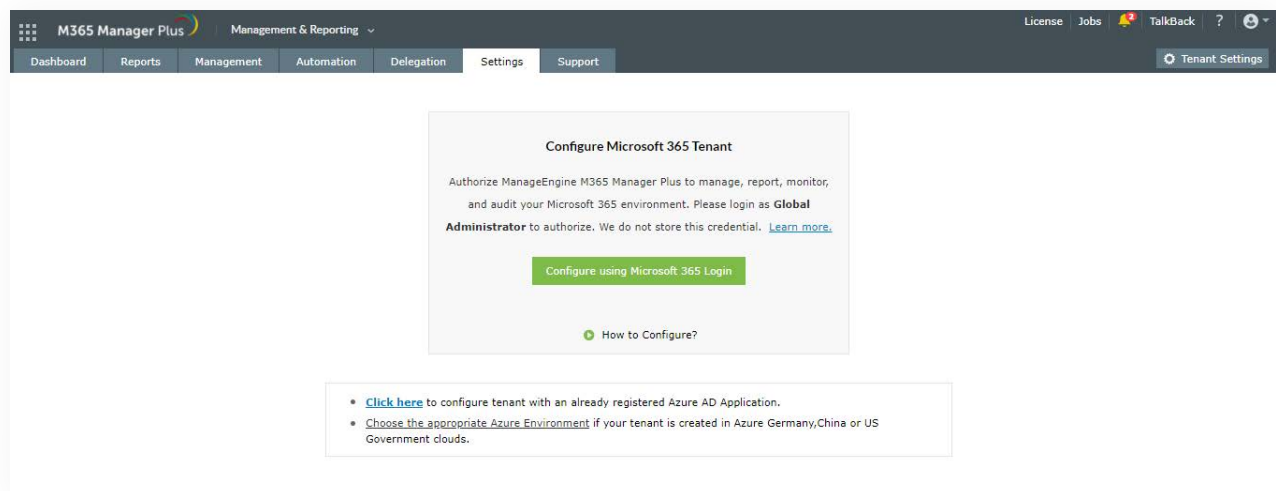 M365 Manager Plus Management & Reporting License Jobs 2 TalkBack ?
Dashboard Reports Management Automation Delegation Settings Support Tenant Settings
Configure Microsoft 365 Tenant
Authorize ManageEngine M365 Manager Plus to manage, report, monitor,
and audit your Microsoft 365 environment. Please login as Global
Administrator to authorize. We do not store this credential. Learn more.
Configure using Microsoft 365 Login
How to Configure?
• Click here to configure tenant with an already registered Azure AD Application.
• Choose the appropriate Azure Environment if your tenant is created in Azure Germany,China or US
Government clouds.